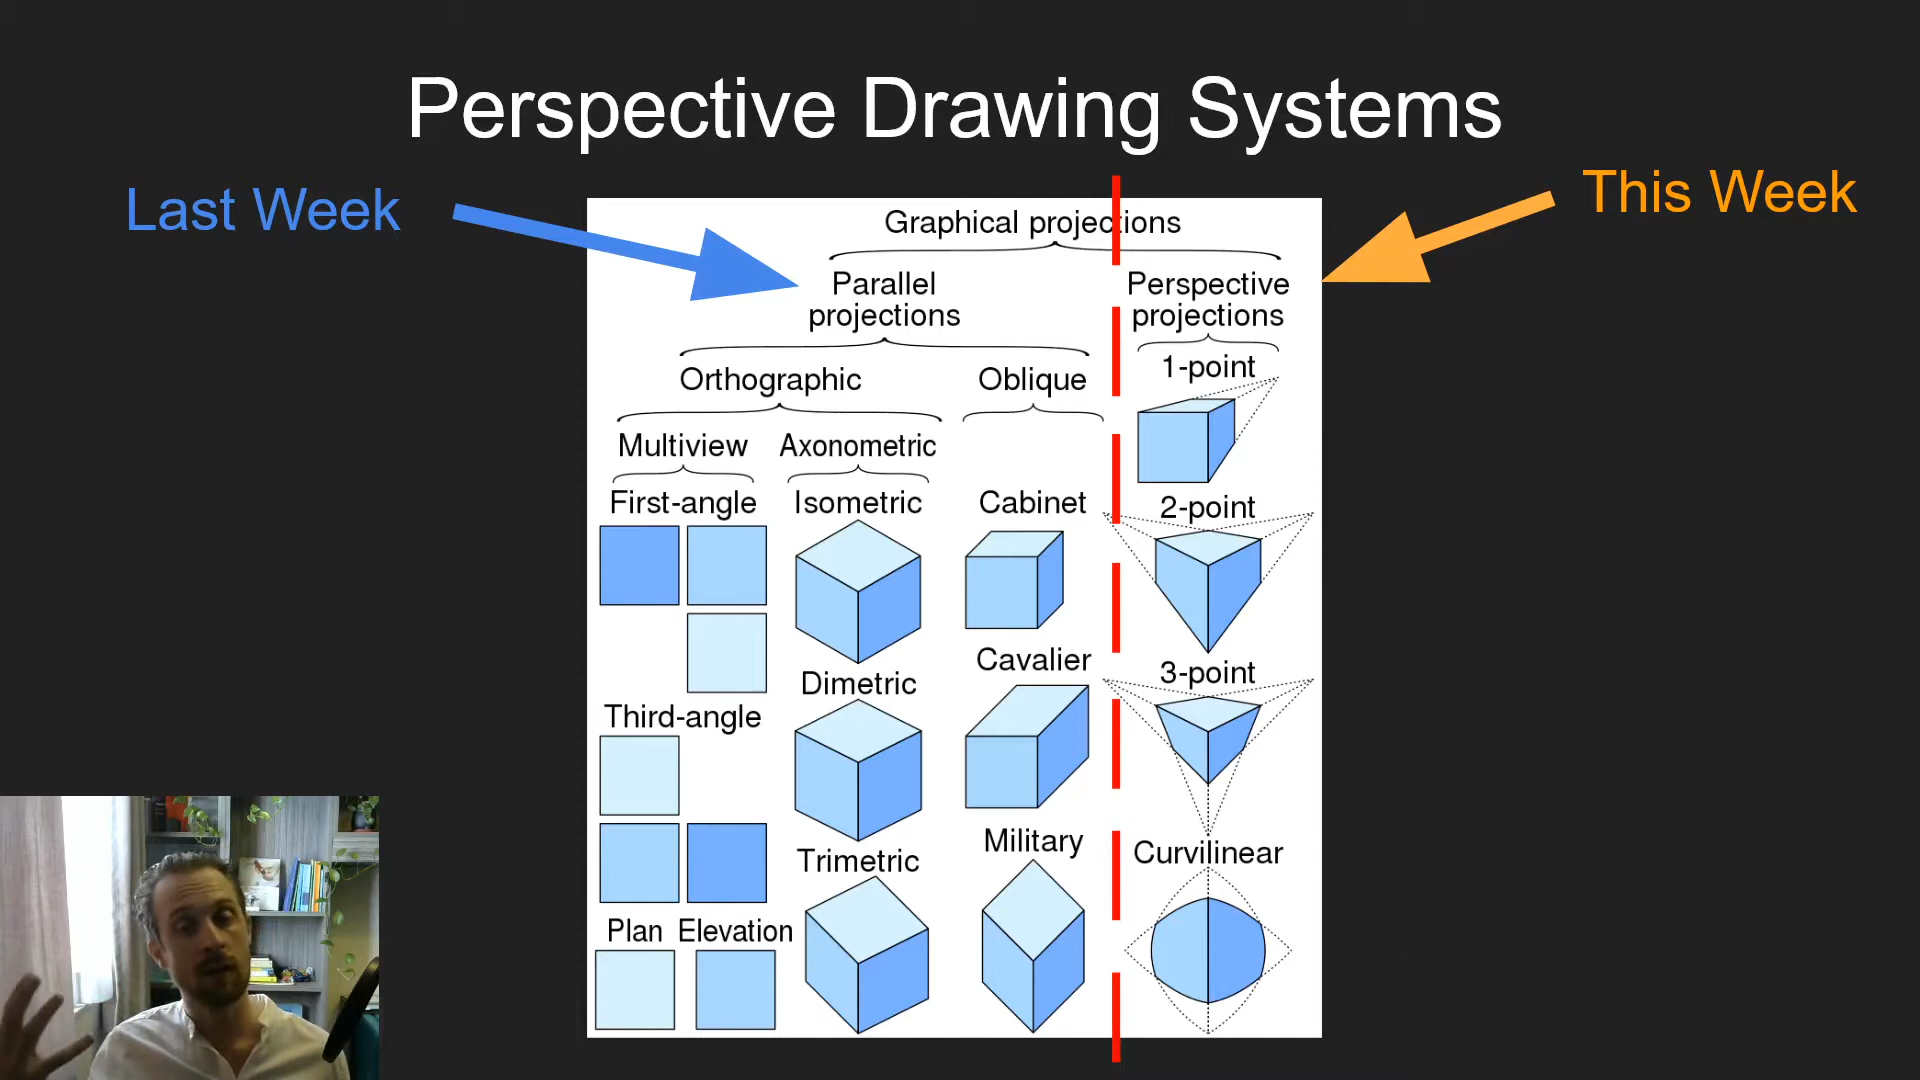 Perspective Drawing Systems
Last Week
This Week
Graphical projections
Parallel
projections
Perspective
projections
Orthographic
Oblique
1-point
Multiview
Axonometric
First-angle
Isometric
Cabinet
2-point
Cavalier
3-point
Dimetric
Third-angle
Military
Curvilinear
Trimetric
Plan
Elevation